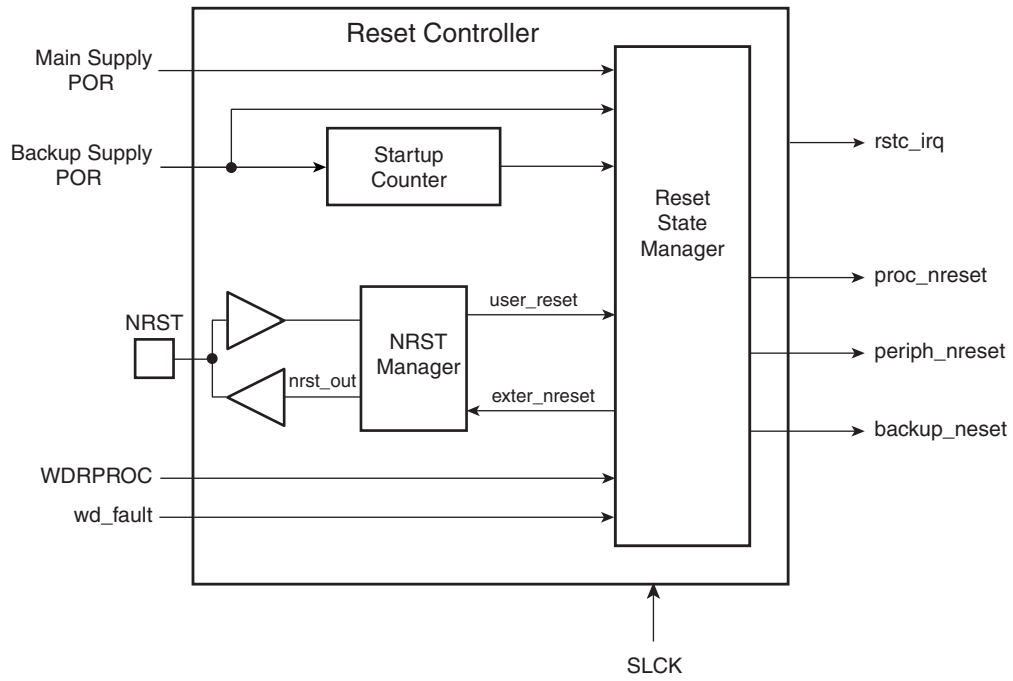 Reset Controller
Main Supply
POR
Backup Supply
POR
Startup
Counter
Reset
State
Manager
rstc_irq
proc_nreset
periph_nreset
backup_neset
NRST
user_reset
NRST
Manager
nrst_out
exter_nreset
WDRPROC
wd_fault
SLCK